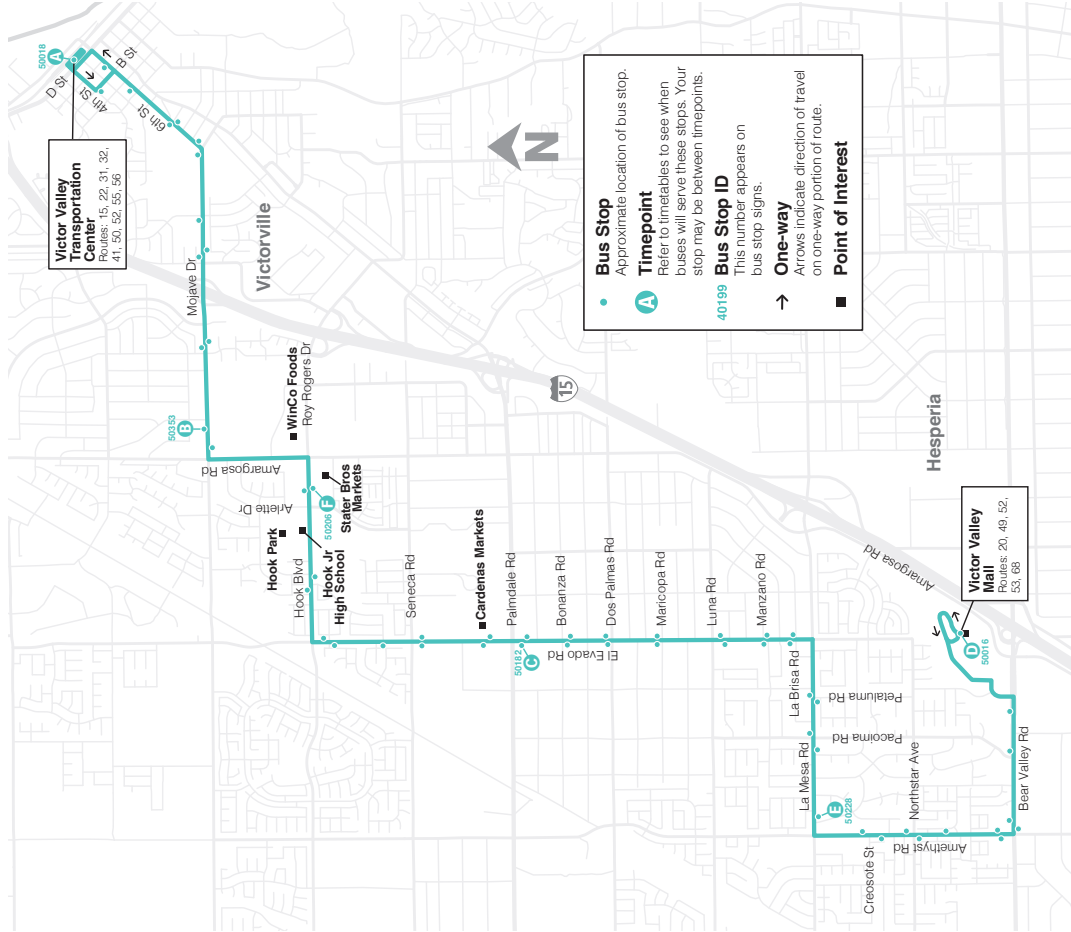 50018
A
D St
4th St
B St
6th St
Victor Valley
Transportation
Center
Routes: 15, 22, 31, 32,
41, 50, 52, 55, 56
Mojave Dr
Victorville
N
50353
B
Amargosa Rd
WinCo Foods
Roy Rogers Dr
Arlette Dr
50206
F
Stater Bros
Markets
Hook Park
Hook Jr
High School
Hook Blvd
Seneca Rd
Cardenas Markets
Palmdale Rd
50182
C
El Evado Rd
Bonanza Rd
Dos Palmas Rd
Maricopa Rd
Luna Rd
Manzano Rd
15
La Brisa Rd
Petaluma Rd
Pacoima Rd
La Mesa Rd
E
50228
Northstar Ave
Creosote St
Amethyst Rd
Bear Valley Rd
D
50016
Amargosa Rd
Hesperia
Victor Valley
Mall
Routes: 20, 49, 52,
53, 68
Bus Stop
Approximate location of bus stop.
A
Timepoint
Refer to timetables to see when
buses will serve these stops. Your
stop may be between timepoints.
40199
Bus Stop ID
This number appears on
bus stop signs.
One-way
Arrows indicate direction of travel
on one-way portion of route.
Point of Interest